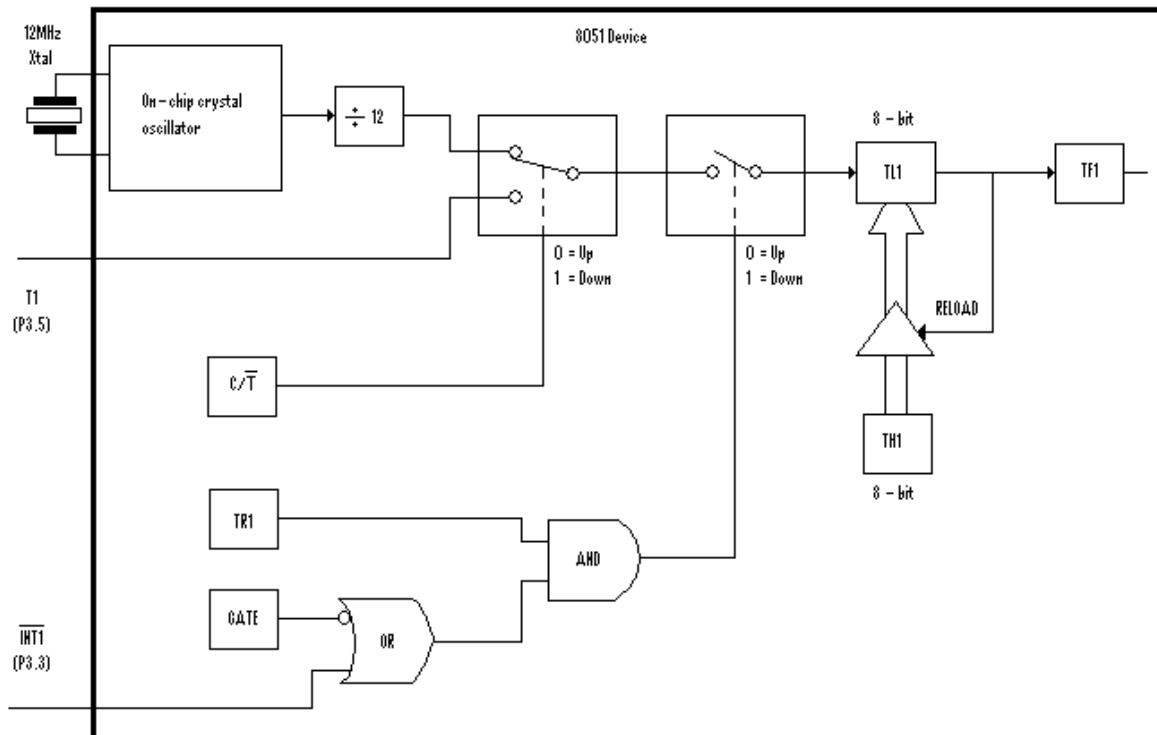 12MHz
Xtal
8051 Device
On-chip crystal
oscillator
÷ 12
8 - bit
TL1
TF1
0 = Up
1 = Down
0 = Up
1 = Down
T1
(P3.5)
RELOAD
C/T̅
TH1
8 - bit
TR1
AND
GATE
OR
I̅N̅T̅1̅
(P3.3)